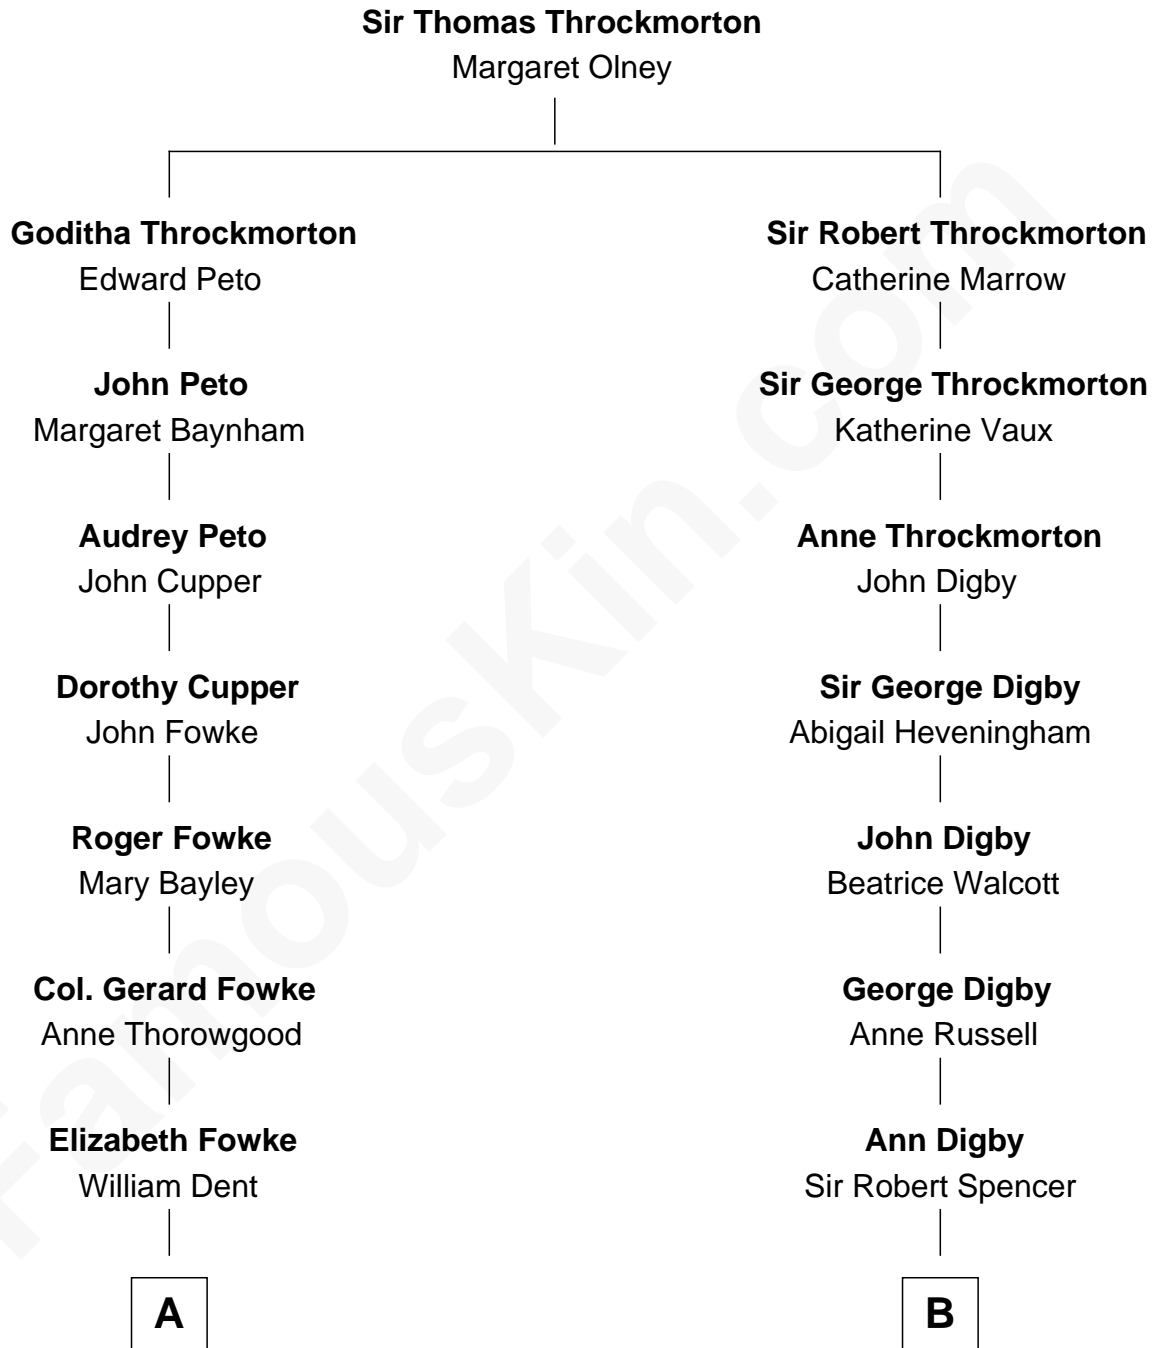 Sir Thomas Throckmorton
Margaret Olney
Goditha Throckmorton
Edward Peto
John Peto
Margaret Baynham
Audrey Peto
John Cupper
Dorothy Cupper
John Fowke
Roger Fowke
Mary Bayley
Col. Gerard Fowke
Anne Thorowgood
Elizabeth Fowke
William Dent
A
Sir Robert Throckmorton
Catherine Marrow
Sir George Throckmorton
Katherine Vaux
Anne Throckmorton
John Digby
Sir George Digby
Abigail Heveningham
John Digby
Beatrice Walcott
George Digby
Anne Russell
Ann Digby
Sir Robert Spencer
B
FamousKin.com